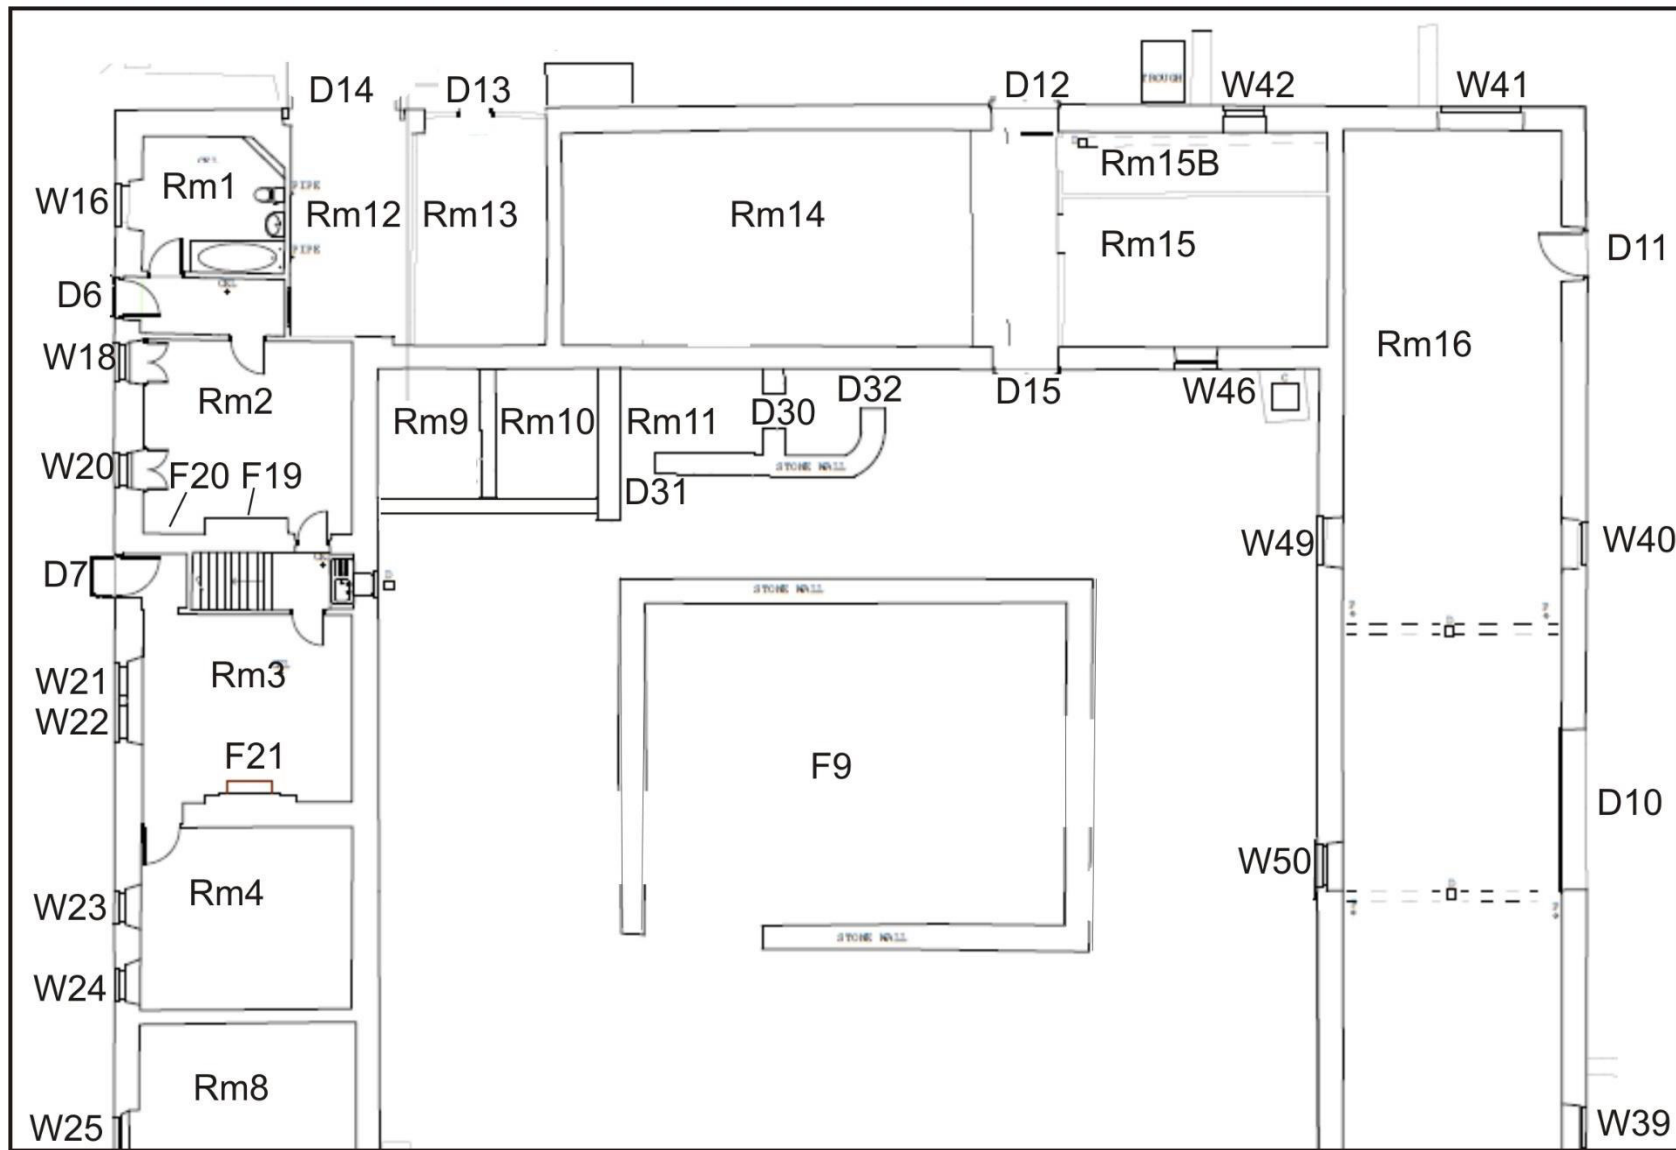 D14
D13
D12
TROUGH
W42
W41
Rm1
W16
PIPE
Rm12
Rm13
Rm14
Rm15B
Rm15
PIPE
D11
D6
CKL
W18
Rm2
Rm16
Rm9
Rm10
Rm11
D30
D32
D15
W46
C
W20
F20
F19
STONE WALL
D31
D7
D
W49
W40
STONE WALL
W21
Rm3
W22
F21
F9
D10
D
W50
D
W23
Rm4
STONE WALL
W24
Rm8
W25
W39